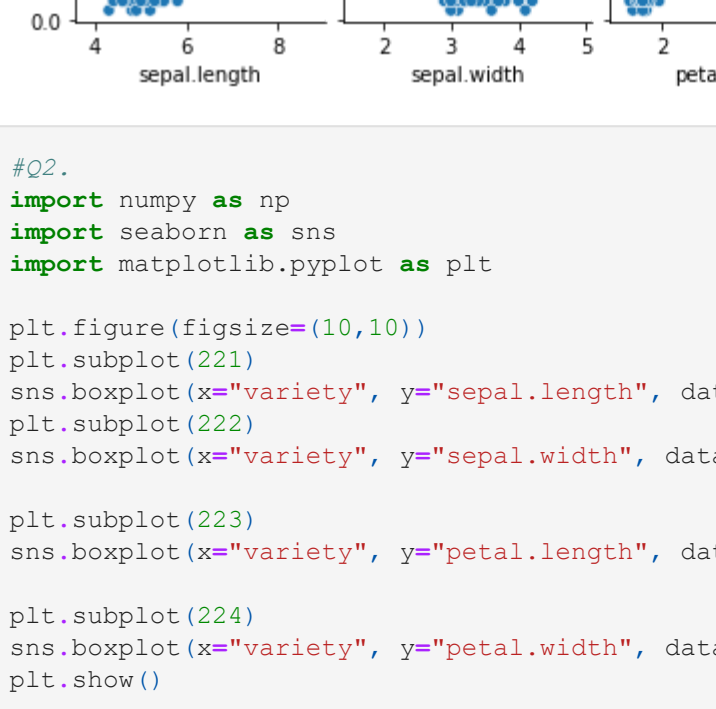 0.0
4 6 8 2 3 4 5 2
sepal.length sepal.width
#Q2.
import numpy as np
import seaborn as sns
import matplotlib.pyplot as plt
plt.figure(figsize=(10,10))
plt.subplot(221)
sns.boxplot(x="variety", y="sepal.length", dat
plt.subplot(222)
sns.boxplot(x="variety", y="sepal.width", data
plt.subplot(223)
sns.boxplot(x="variety", y="petal.length", dat
plt.subplot(224)
sns.boxplot(x="variety", y="petal.width", data
plt.show()